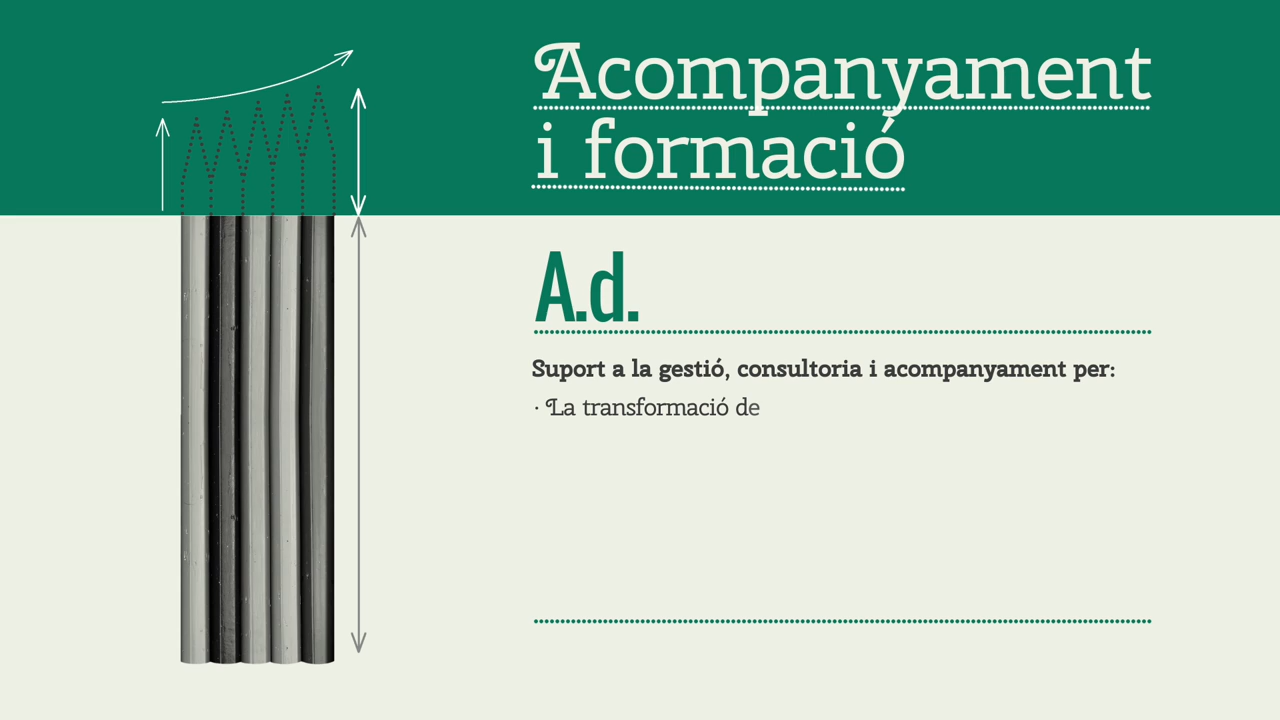 Acompanyament
i formació
A.d.
Suport a la gestió, consultoria i acompanyament per:
· La transformació de